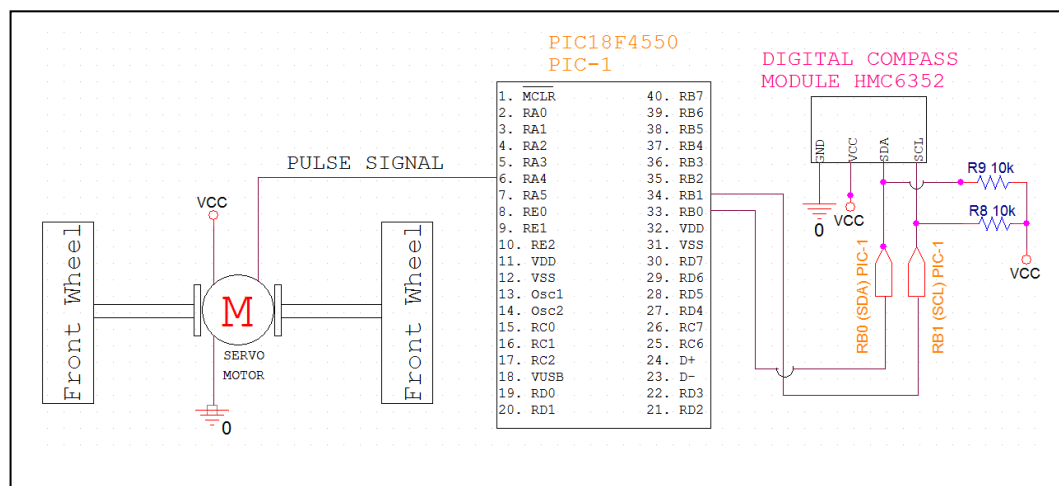 PIC18F4550
PIC-1
DIGITAL COMPASS
MODULE HMC6352
1. MCLR
2. RA0
3. RA1
4. RA2
5. RA3
6. RA4
7. RA5
8. RE0
9. RE1
10. RE2
11. VDD
12. VSS
13. Osc1
14. Osc2
15. RC0
16. RC1
17. RC2
18. VUSB
19. RD0
20. RD1
40. RB7
39. RB6
38. RB5
37. RB4
36. RB3
35. RB2
34. RB1
33. RB0
32. VDD
31. VSS
30. RD7
29. RD6
28. RD5
27. RD4
26. RC7
25. RC6
24. D+
23. D-
22. RD3
21. RD2
GND
VCC
SDA
SCL
R9 10k
R8 10k
0
VCC
VCC
RB0 (SDA) PIC-1
RB1 (SCL) PIC-1
PULSE SIGNAL
VCC
Front Wheel
M
SERVO
MOTOR
Front Wheel
0